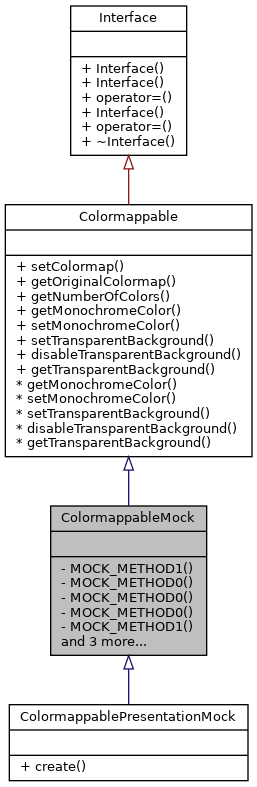 Interface
+ Interface()
+ Interface()
+ operator=()
+ Interface()
+ operator=()
+ ~Interface()
Colormappable
+ setColormap()
+ getOriginalColormap()
+ getNumberOfColors()
+ getMonochromeColor()
+ setMonochromeColor()
+ setTransparentBackground()
+ disableTransparentBackground()
+ getTransparentBackground()
* getMonochromeColor()
* setMonochromeColor()
* setTransparentBackground()
* disableTransparentBackground()
* getTransparentBackground()
ColormappableMock
- MOCK_METHOD1()
- MOCK_METHOD0()
- MOCK_METHOD0()
- MOCK_METHOD0()
- MOCK_METHOD1()
and 3 more...
ColormappablePresentationMock
+ create()